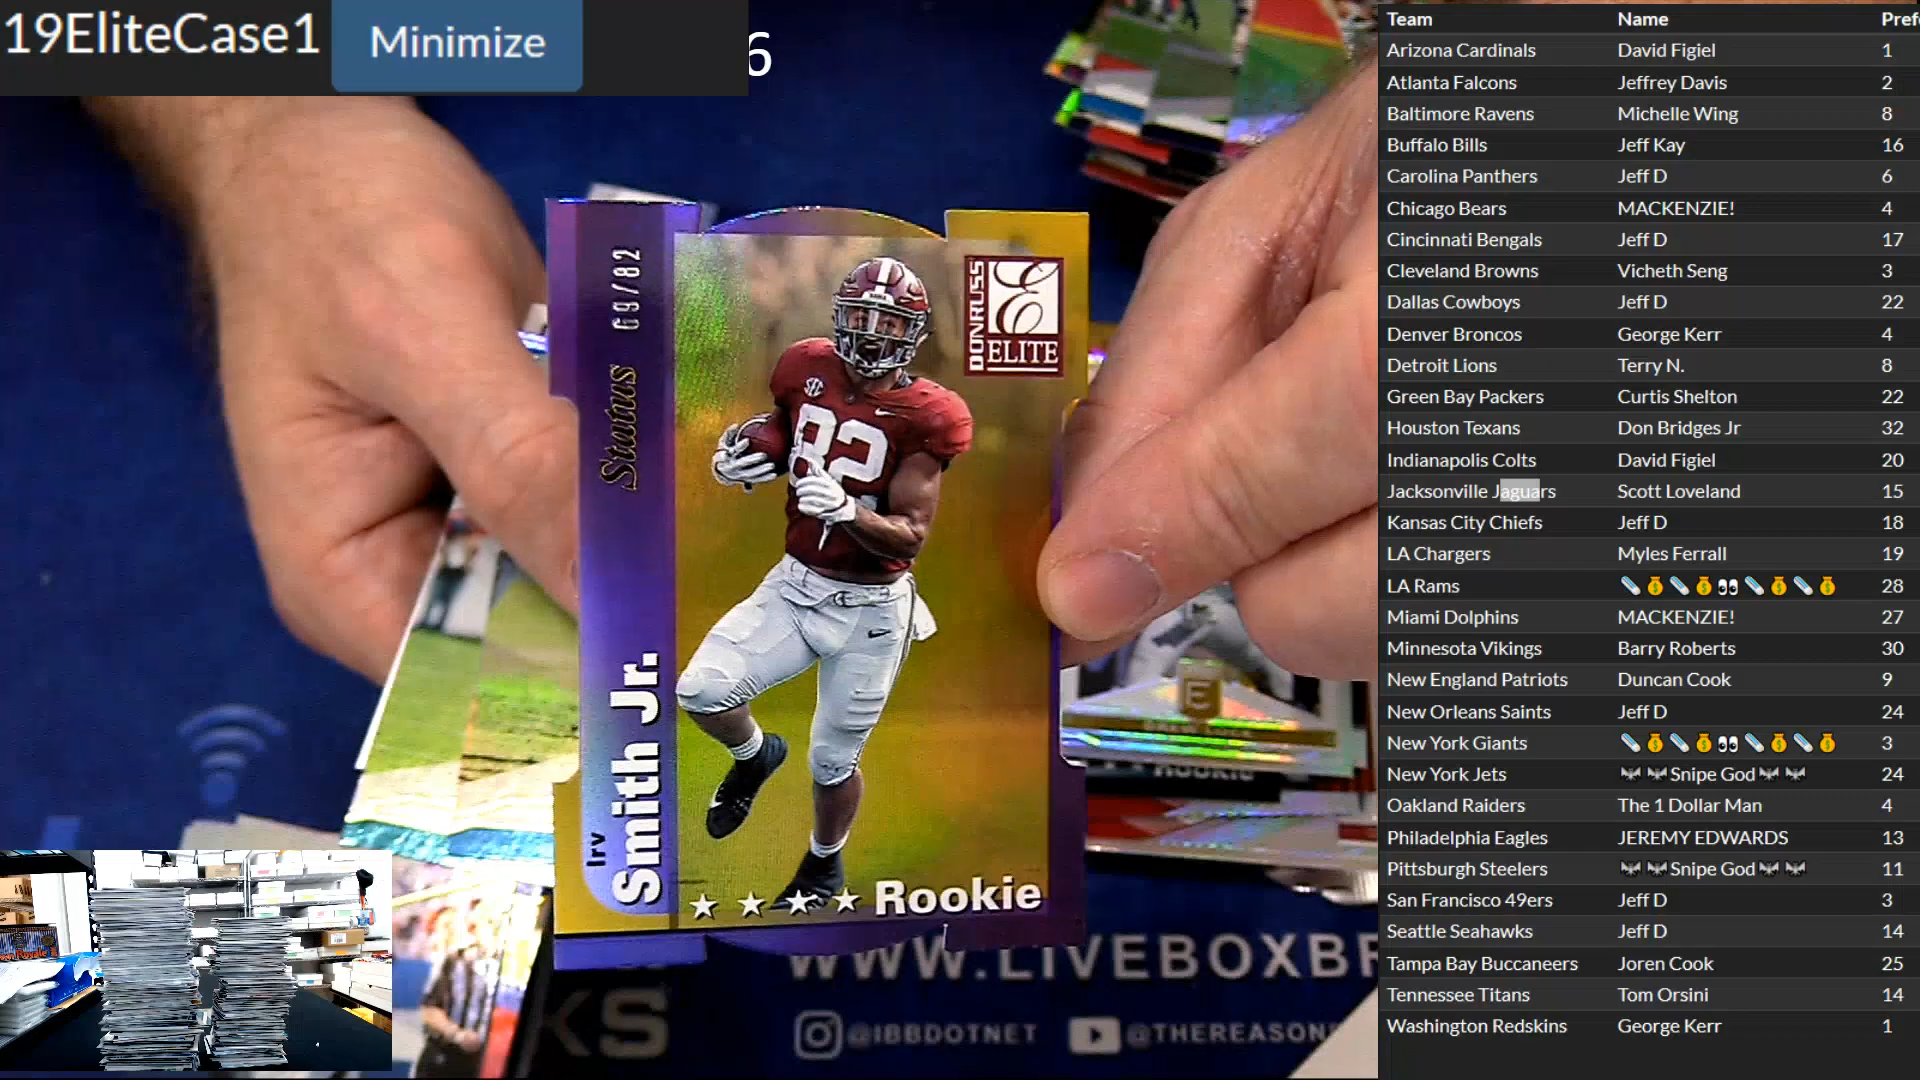 19EliteCase1
Minimize
6
Status 69/82
DONRUSS
ELITE
SEC
82
Irv
Smith Jr.
Rookie
ROOKIE
WWW.LIVEBOXBR
KS
@IBBDOTNET
@THEREASON
Team Name Pref
Arizona Cardinals David Figiel 1
Atlanta Falcons Jeffrey Davis 2
Baltimore Ravens Michelle Wing 8
Buffalo Bills Jeff Kay 16
Carolina Panthers Jeff D 6
Chicago Bears MACKENZIE! 4
Cincinnati Bengals Jeff D 17
Cleveland Browns Vicheth Seng 3
Dallas Cowboys Jeff D 22
Denver Broncos George Kerr 4
Detroit Lions Terry N. 8
Green Bay Packers Curtis Shelton 22
Houston Texans Don Bridges Jr 32
Indianapolis Colts David Figiel 20
Jacksonville Jaguars Scott Loveland 15
Kansas City Chiefs Jeff D 18
LA Chargers Myles Ferrall 19
LA Rams 28
Miami Dolphins MACKENZIE! 27
Minnesota Vikings Barry Roberts 30
New England Patriots Duncan Cook 9
New Orleans Saints Jeff D 24
New York Giants 3
New York Jets Snipe God 24
Oakland Raiders The 1 Dollar Man 4
Philadelphia Eagles JEREMY EDWARDS 13
Pittsburgh Steelers Snipe God 11
San Francisco 49ers Jeff D 3
Seattle Seahawks Jeff D 14
Tampa Bay Buccaneers Joren Cook 25
Tennessee Titans Tom Orsini 14
Washington Redskins George Kerr 1